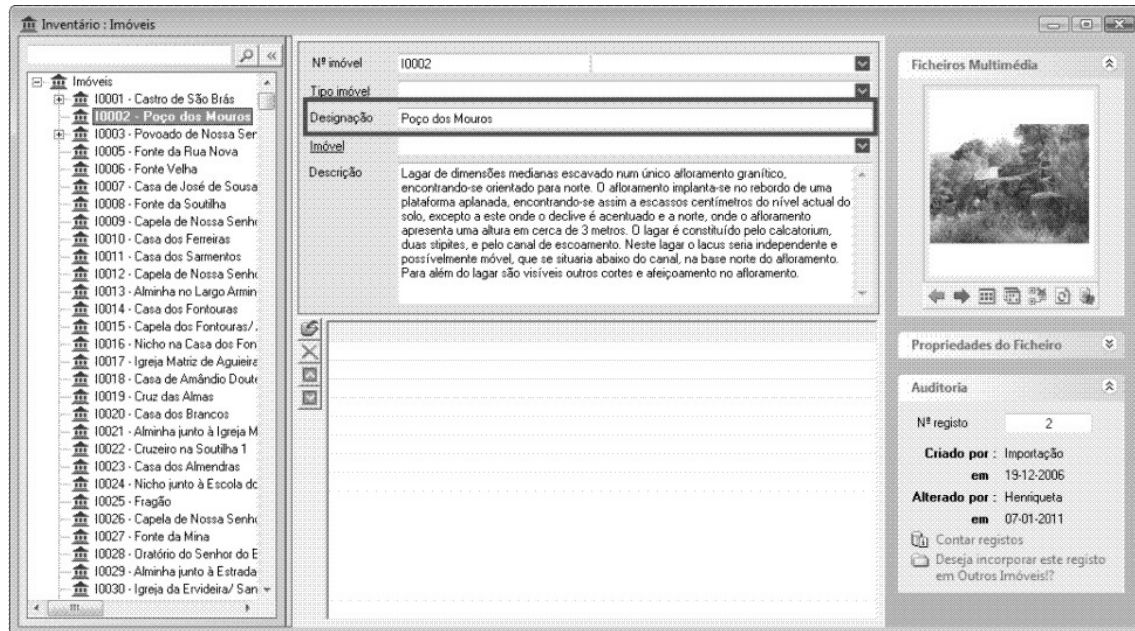 Inventário : Imóveis
Imóveis
I0001 - Castro de São Brás
I0002 - Poço dos Mouros
I0003 - Povoado de Nossa Ser
I0005 - Fonte da Rua Nova
I0006 - Fonte Velha
I0007 - Casa de José de Sousa
I0008 - Fonte da Soutilha
I0009 - Capela de Nossa Senh
I0010 - Casa dos Ferreiras
I0011 - Casa dos Sarmentos
I0012 - Capela de Nossa Senh
I0013 - Alminha no Largo Armin
I0014 - Casa dos Fontouras
I0015 - Capela dos Fontouras/
I0016 - Nicho na Casa dos Fon
I0017 - Igreja Matriz de Aguieira
I0018 - Casa de Amândio Doute
I0019 - Cruz das Almas
I0020 - Casa dos Brancos
I0021 - Alminha junto à Igreja M
I0022 - Cruzeiro na Soutilha 1
I0023 - Casa dos Almendras
I0024 - Nicho junto à Escola do
I0025 - Fragão
I0026 - Capela de Nossa Senh
I0027 - Fonte da Mina
I0028 - Oratório do Senhor do E
I0029 - Alminha junto à Estrada
I0030 - Igreja da Ervideira/ San
Nº imóvel I0002
Tipo imóvel
Designação Poço dos Mouros
Imóvel
Descrição
Lagar de dimensões medianas escavado num único afloramento granítico,
encontrando-se orientado para norte. O afloramento implanta-se no rebordo de uma
plataforma aplanada, encontrando-se assim a escassos centímetros do nível actual do
solo, excepto a este onde o declive é acentuado e a norte, onde o afloramento
apresenta uma altura em cerca de 3 metros. O lagar é constituído pelo calcatorium,
duas stipites, e pelo canal de escoamento. Neste lagar o lacus seria independente e
possívelmente móvel, que se situaria abaixo do canal, na base norte do afloramento.
Para além do lagar são visíveis outros cortes e afeiçoamento no afloramento.
Ficheiros Multimédia
Propriedades do Ficheiro
Auditoria
Nº registo 2
Criado por : Importação
em 19-12-2006
Alterado por : Henriqueta
em 07-01-2011
Contar registos
Deseja incorporar este registo
em Outros Imóveis!?